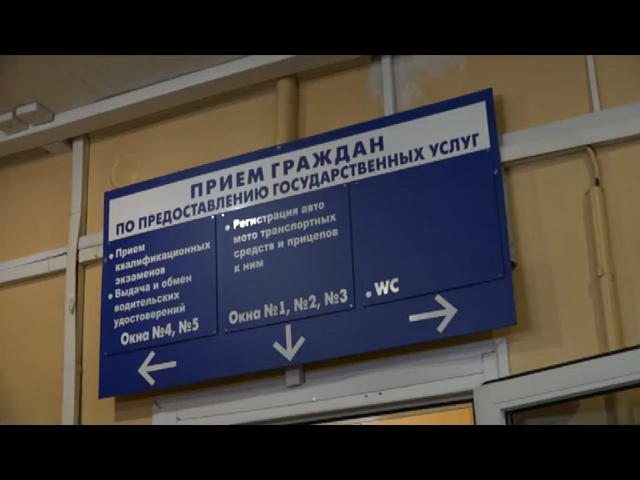 ПРИЕМ ГРАЖДАН
ПО ПРЕДОСТАВЛЕНИЮ ГОСУДАРСТВЕННЫХ УСЛУГ
• Прием
квалификационных
экзаменов
• Выдача и обмен
водительских
удостоверений
Окна №4, №5
• Регистрация авто
мото транспортных
средств и прицепов
к ним
Окна №1, №2, №3
• WC